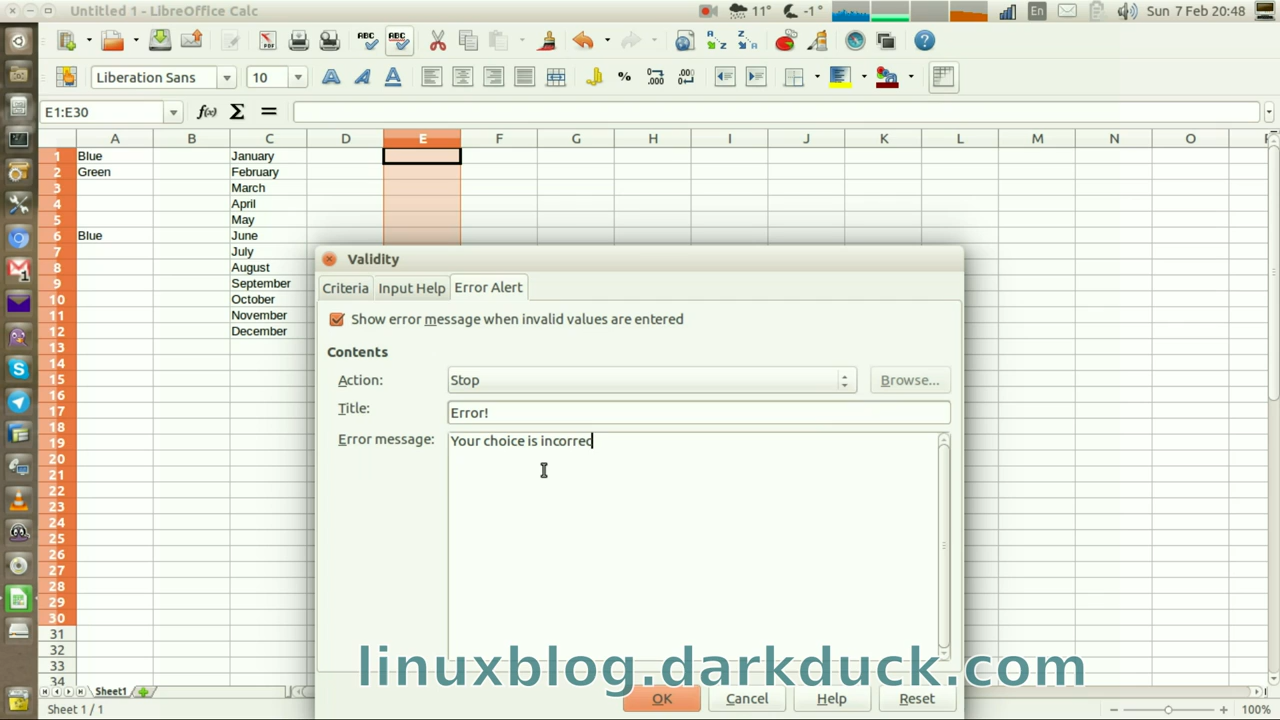 Untitled 1 - LibreOffice Calc
11° -1° En Sun 7 Feb 20:48
Liberation Sans 10
E1:E30
A B C D E F G H I J K L M N O
1 Blue January
2 Green February
3 March
4 April
5 May
6 Blue June
7 July
8 August
9 September
10 October
11 November
12 December
13
14
15
16
17
18
19
20
21
22
23
24
25
26
27
28
29
30
31
32
33
34
Validity
Criteria Input Help Error Alert
Show error message when invalid values are entered
Contents
Action: Stop Browse...
Title: Error!
Error message: Your choice is incorrec
linuxblog.darkduck.com
OK Cancel Help Reset
Sheet1
Sheet 1 / 1 100%